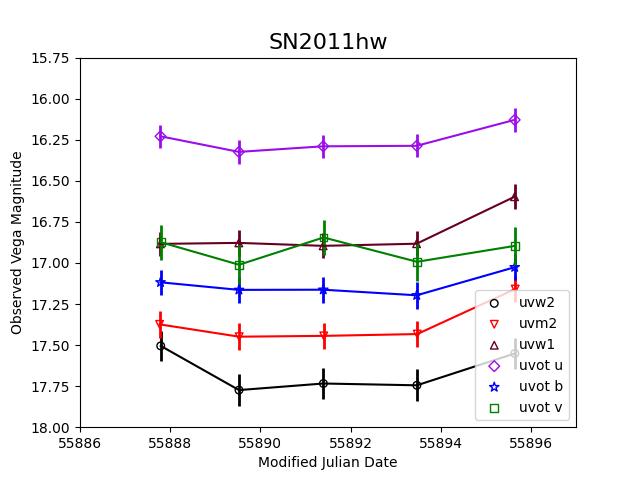 SN2011hw
15.75
16.00
16.25
16.50
16.75
17.00
17.25
17.50
17.75
18.00
Observed Vega Magnitude
55886 55888 55890 55892 55894 55896
Modified Julian Date
uvw2
uvm2
uvw1
uvot u
uvot b
uvot v